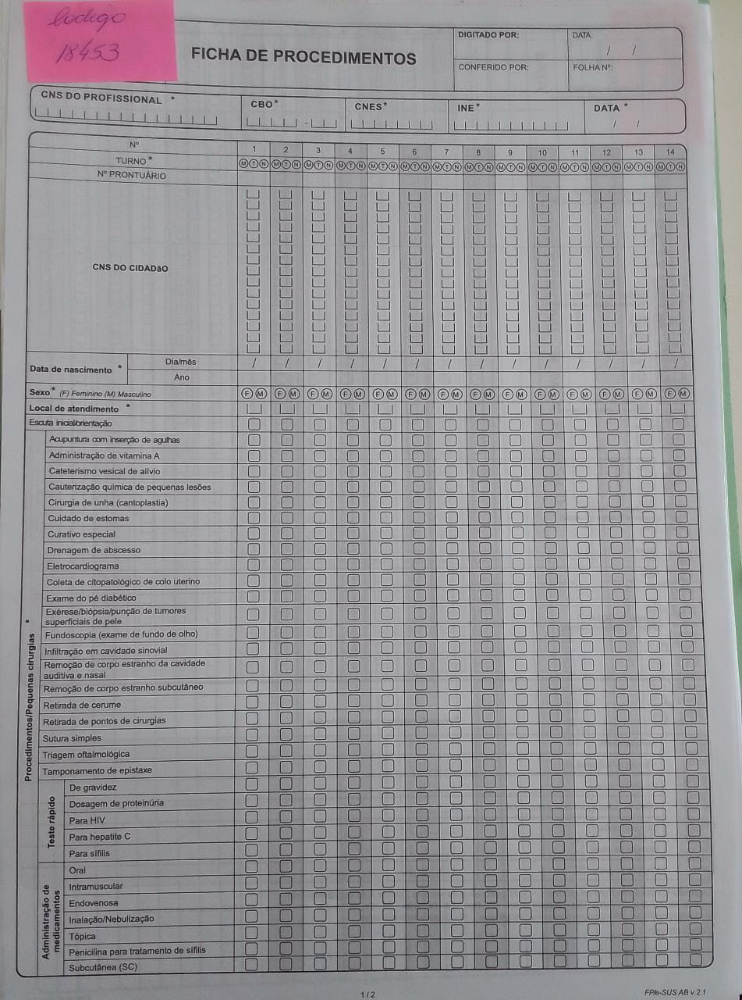 Codigo
18453
FICHA DE PROCEDIMENTOS
DIGITADO POR:
DATA:
/ /
CONFERIDO POR:
FOLHA Nº:
CNS DO PROFISSIONAL *
CBO*
-
CNES*
INE*
DATA *
/ /
Nº 1 2 3 4 5 6 7 8 9 10 11 12 13 14
TURNO * M T N M T N M T N M T N M T N M T N M T N M T N M T N M T N M T N M T N M T N M T N
Nº PRONTUÁRIO
CNS DO CIDADãO
Data de nascimento *
Dia/mês / / / / / / / / / / / / / /
Ano
Sexo* (F) Feminino (M) Masculino F M F M F M F M F M F M F M F M F M F M F M F M F M F M
Local de atendimento *
Escuta inicial/orientação
Procedimentos/Pequenas cirurgias *
Acupuntura com inserção de agulhas
Administração de vitamina A
Cateterismo vesical de alívio
Cauterização química de pequenas lesões
Cirurgia de unha (cantoplastia)
Cuidado de estomas
Curativo especial
Drenagem de abscesso
Eletrocardiograma
Coleta de citopatológico de colo uterino
Exame do pé diabético
Exérese/biópsia/punção de tumores
superficiais de pele
Fundoscopia (exame de fundo de olho)
Infiltração em cavidade sinovial
Remoção de corpo estranho da cavidade
auditiva e nasal
Remoção de corpo estranho subcutâneo
Retirada de cerume
Retirada de pontos de cirurgias
Sutura simples
Triagem oftalmológica
Tamponamento de epistaxe
Teste rápido
De gravidez
Dosagem de proteinúria
Para HIV
Para hepatite C
Para sífilis
Administração de
medicamentos
Oral
Intramuscular
Endovenosa
Inalação/Nebulização
Tópica
Penicilina para tratamento de sífilis
Subcutânea (SC)
1 / 2
FP/e-SUS AB v.2.1